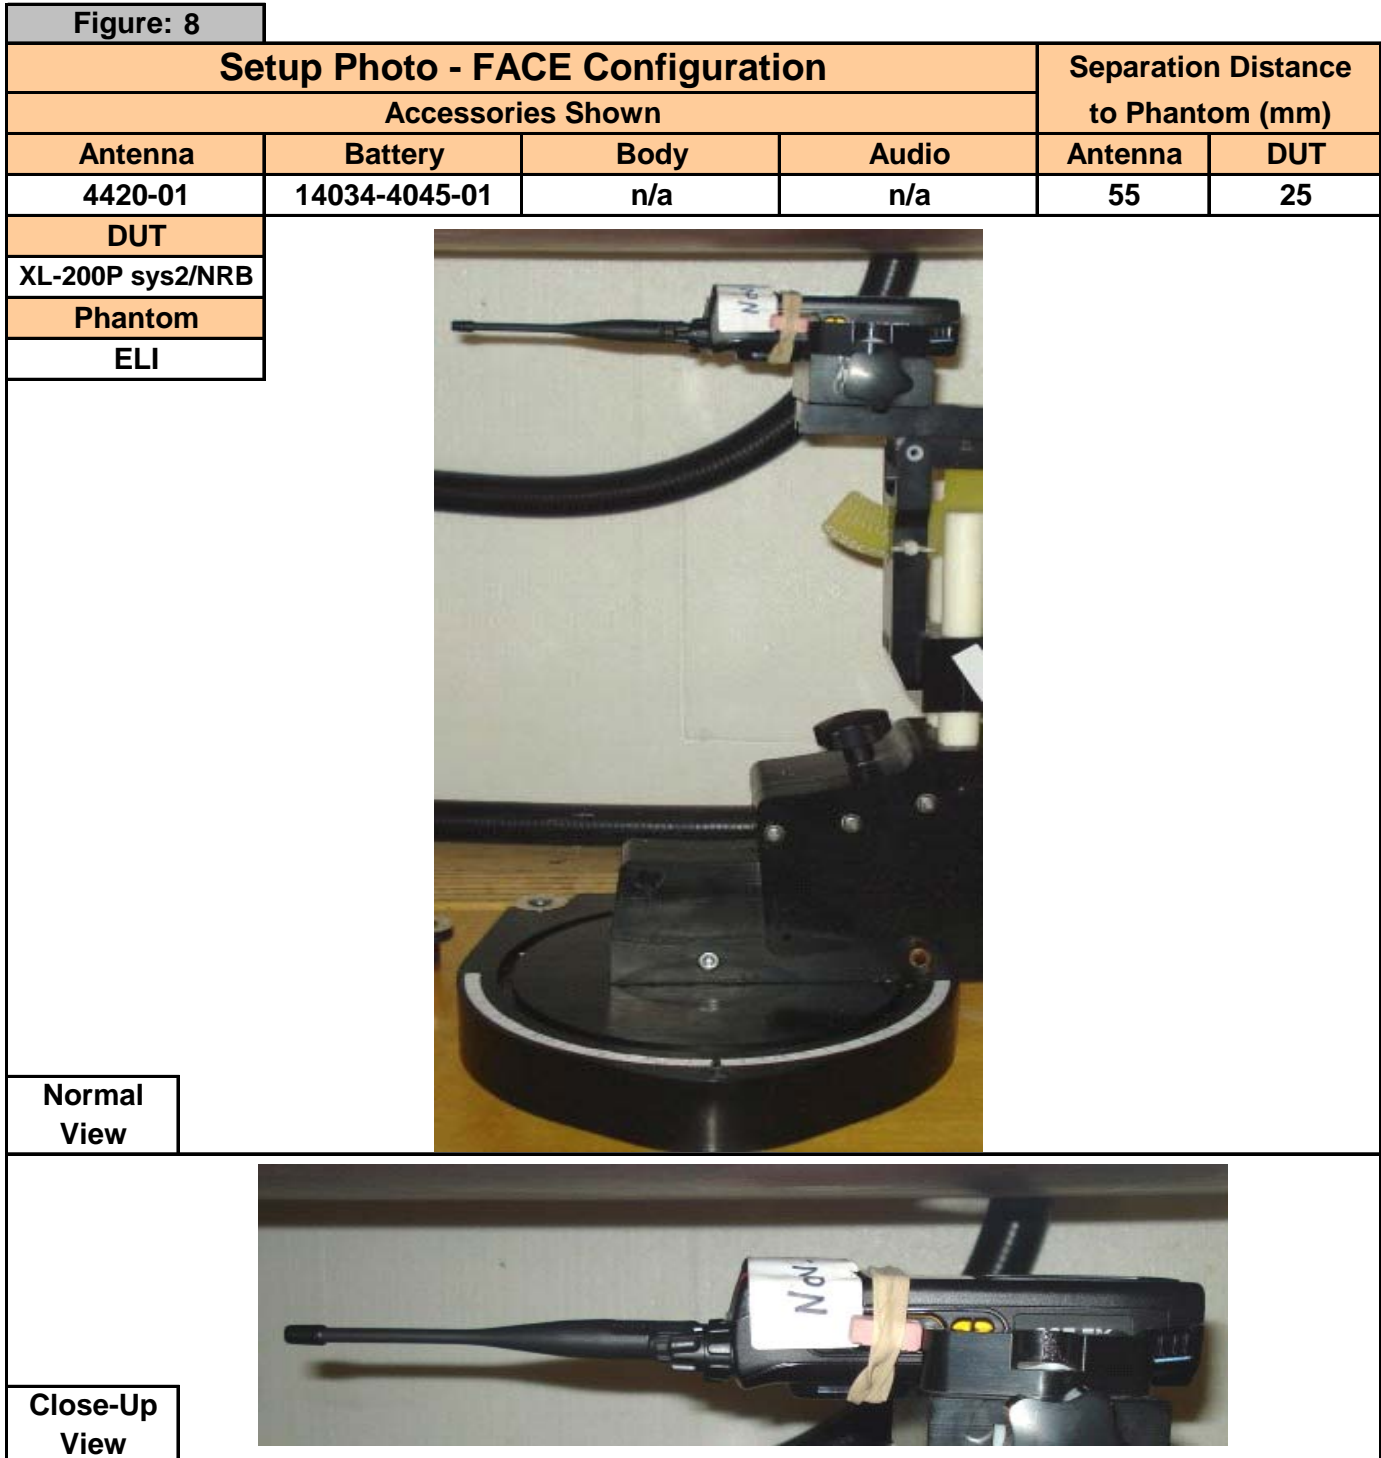 Figure: 8
Setup Photo - FACE Configuration
Separation Distance
to Phantom (mm)
Accessories Shown
Antenna Battery Body Audio Antenna DUT
4420-01 14034-4045-01 n/a n/a 55 25
DUT
XL-200P sys2/NRB
Phantom
ELI
Normal
View
Close-Up
View